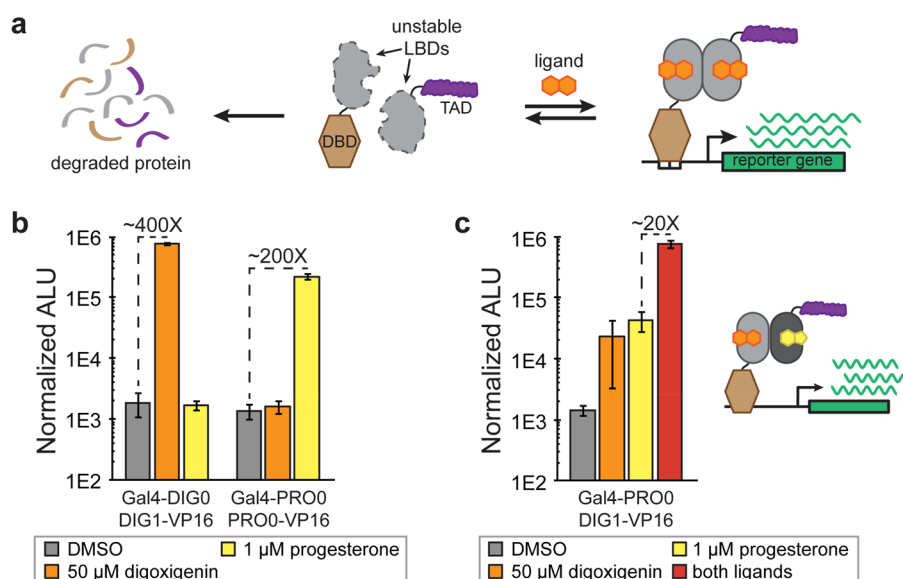 a
unstable
LBDs
ligand
TAD
DBD
degraded protein
reporter gene
b
~400X
~200X
Normalized ALU
1E6
1E5
1E4
1E3
1E2
Gal4-DIG0
DIG1-VP16
Gal4-PRO0
PRO0-VP16
DMSO
1 µM progesterone
50 µM digoxigenin
c
~20X
Normalized ALU
1E6
1E5
1E4
1E3
1E2
Gal4-PRO0
DIG1-VP16
DMSO
1 µM progesterone
50 µM digoxigenin
both ligands